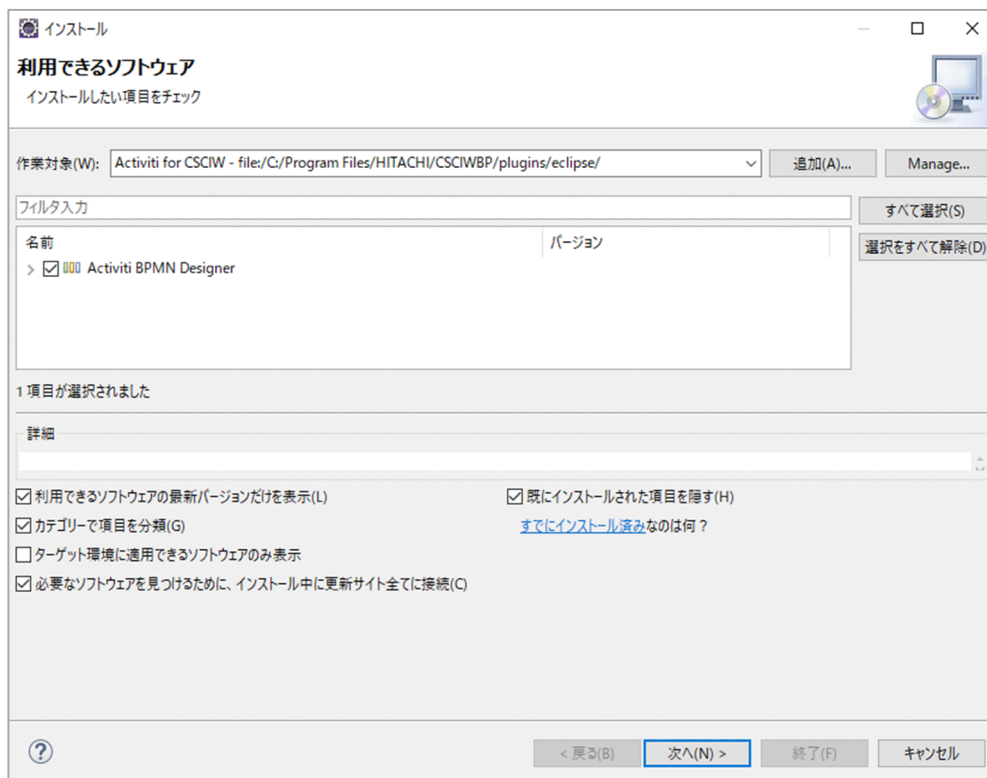 インストール
利用できるソフトウェア
インストールしたい項目をチェック
作業対象(W): Activiti for CSCIW - file:/C:/Program Files/HITACHI/CSCIWBP/plugins/eclipse/ 追加(A)... Manage...
フィルタ入力 すべて選択(S)
名前 バージョン 選択をすべて解除(D)
Activiti BPMN Designer
1 項目が選択されました
詳細
利用できるソフトウェアの最新バージョンだけを表示(L) 既にインストールされた項目を隠す(H)
カテゴリーで項目を分類(G) すでにインストール済みなのは何？
ターゲット環境に適用できるソフトウェアのみ表示
必要なソフトウェアを見つけるために、インストール中に更新サイト全てに接続(C)
? < 戻る(B) 次へ(N) > 終了(F) キャンセル